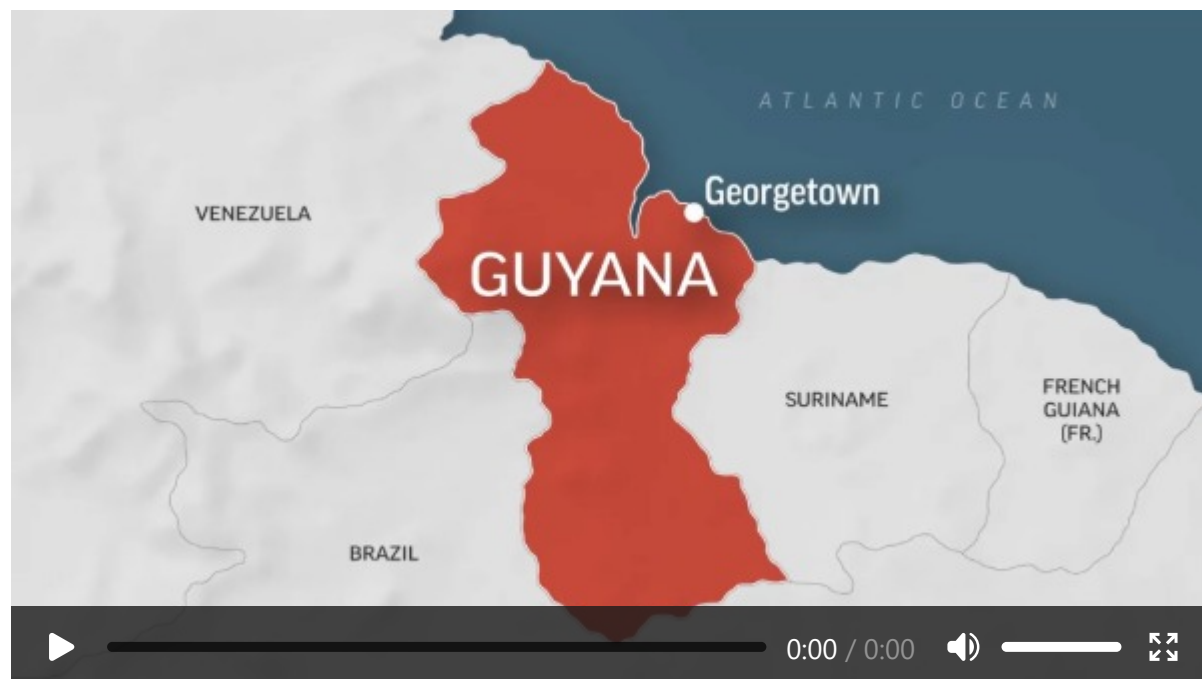 ATLANTIC OCEAN
Georgetown
VENEZUELA
GUYANA
SURINAME
FRENCH
GUIANA
(FR.)
BRAZIL
0:00 / 0:00